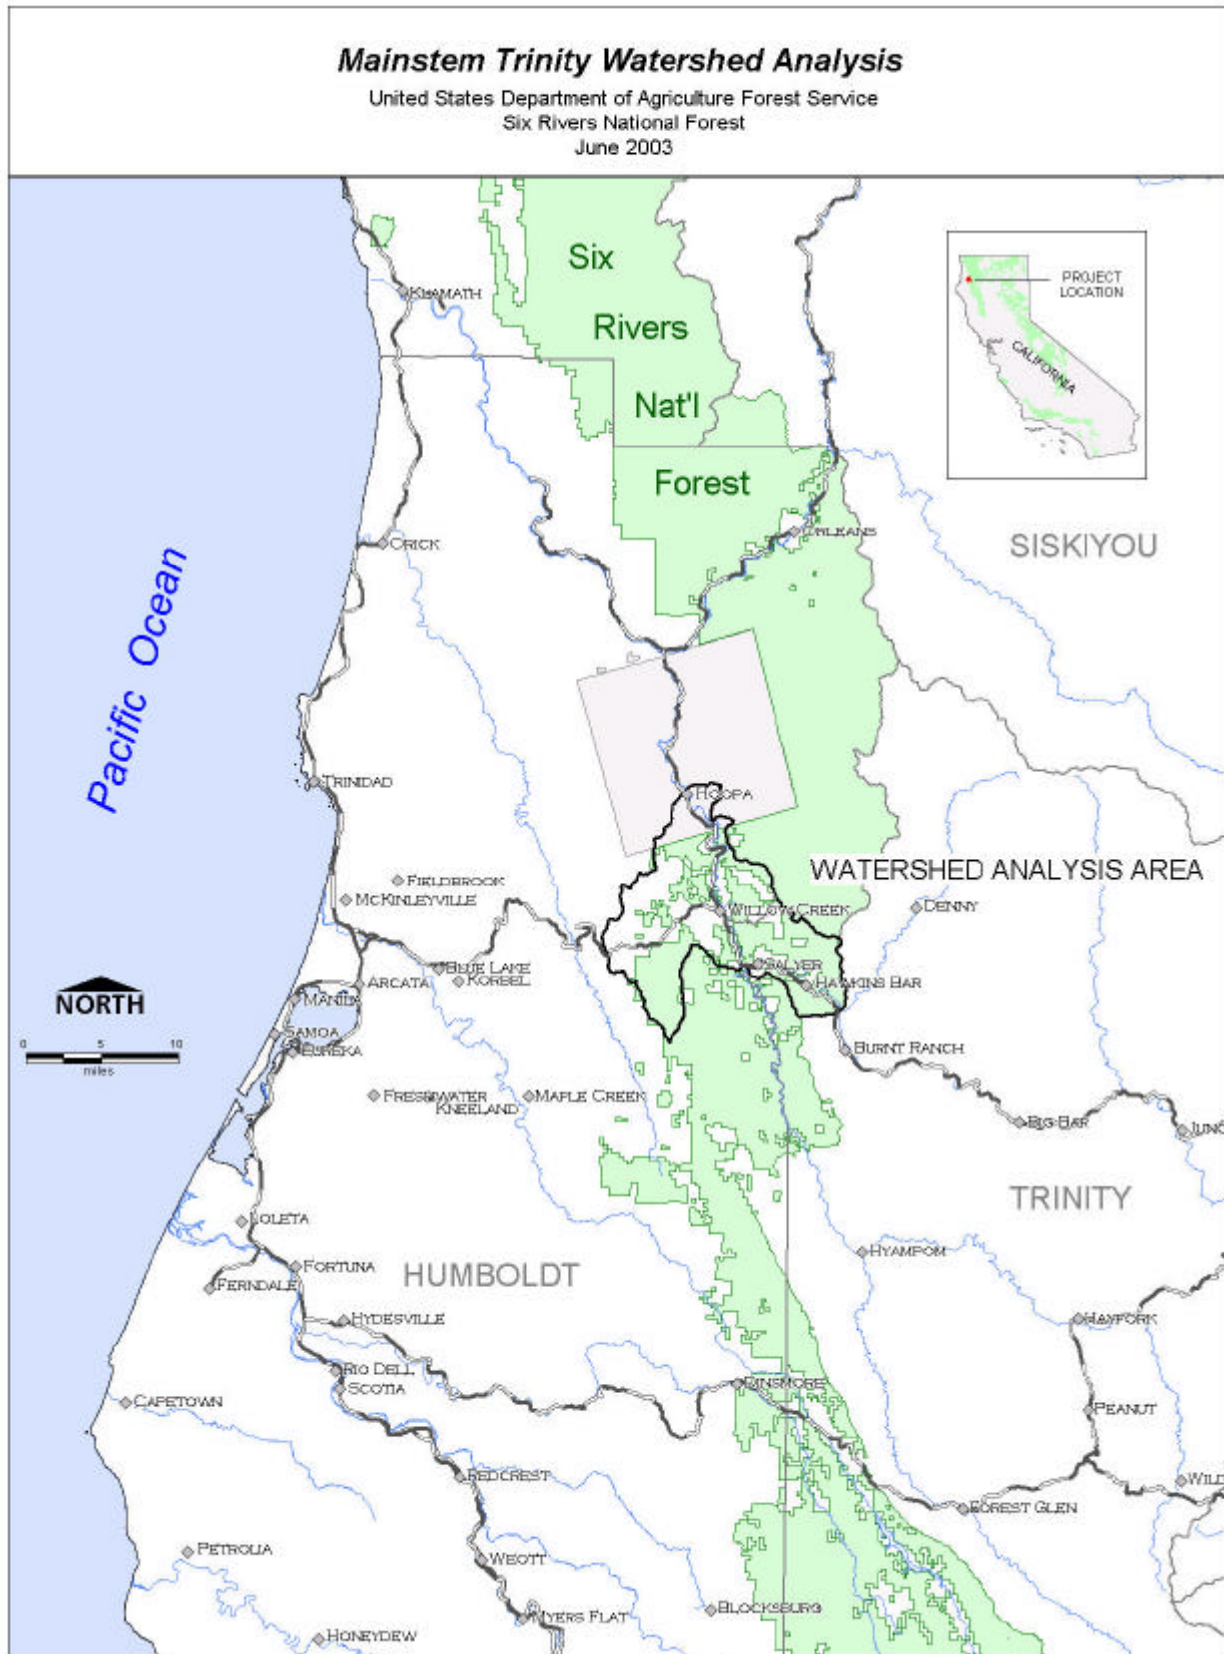 Mainstem Trinity Watershed Analysis
United States Department of Agriculture Forest Service
Six Rivers National Forest
June 2003
Six
Rivers
Nat'l
Forest
PROJECT
LOCATION
CALIFORNIA
KLAMATH
ORICK
ORLEANS
SISKIYOU
Pacific Ocean
TRINIDAD
HOOPA
WATERSHED ANALYSIS AREA
FIELDBROOK
MCKINLEYVILLE
WILLOW CREEK
DENNY
BLUE LAKE
KORBEL
SALYER
HAWKINS BAR
ARCATA
NORTH
MANILA
SAMOA
EUREKA
BURNT RANCH
0 5 10
miles
FRESHWATER
KNEELAND
MAPLE CREEK
BIG BAR
JUNC
TRINITY
LOLETA
HYAMPOM
FORTUNA
FERNDALE
HUMBOLDT
HYDESVILLE
HAYFORK
RIO DELL
SCOTIA
DINSMORE
CAPETOWN
PEANUT
REDCREST
WILD
FOREST GLEN
PETROLIA
WEOTT
BLOCKSBURG
MYERS FLAT
HONEYDEW